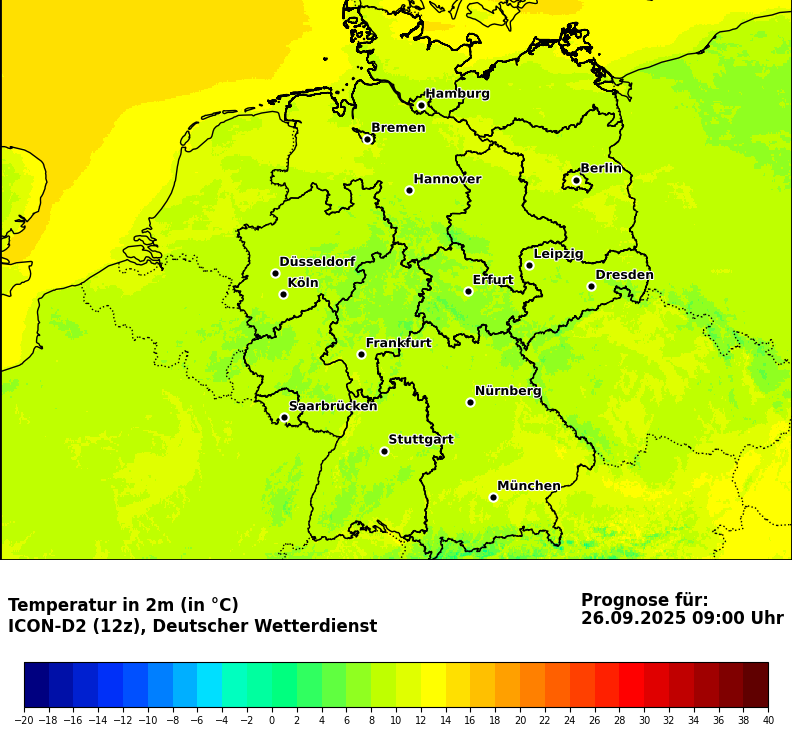 Hamburg
Bremen
Berlin
Hannover
Leipzig
Düsseldorf
Dresden
Köln
Erfurt
Frankfurt
Nürnberg
Saarbrücken
Stuttgart
München
Temperatur in 2m (in °C)
ICON-D2 (12z), Deutscher Wetterdienst
Prognose für:
26.09.2025 09:00 Uhr
−20 −18 −16 −14 −12 −10 −8 −6 −4 −2 0 2 4 6 8 10 12 14 16 18 20 22 24 26 28 30 32 34 36 38 40